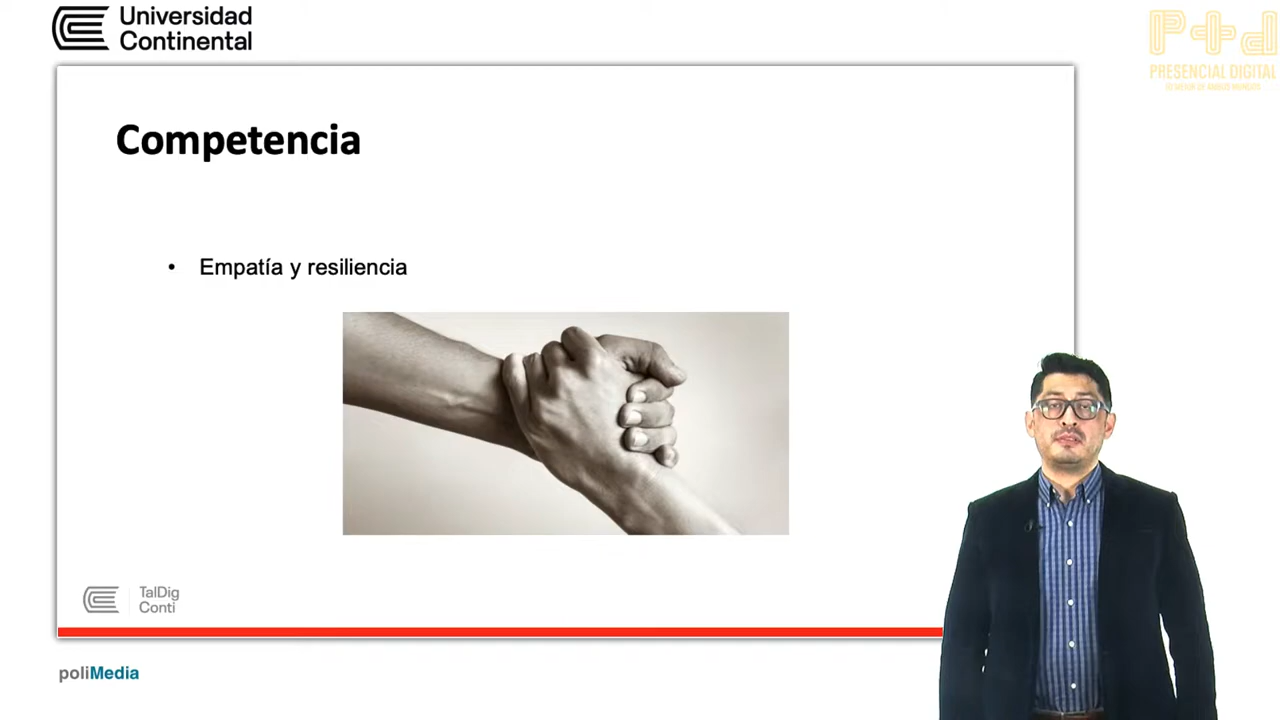 Universidad
Continental
PRESENCIAL DIGITAL
Competencia
• Empatía y resiliencia
TalDig
Conti
poliMedia